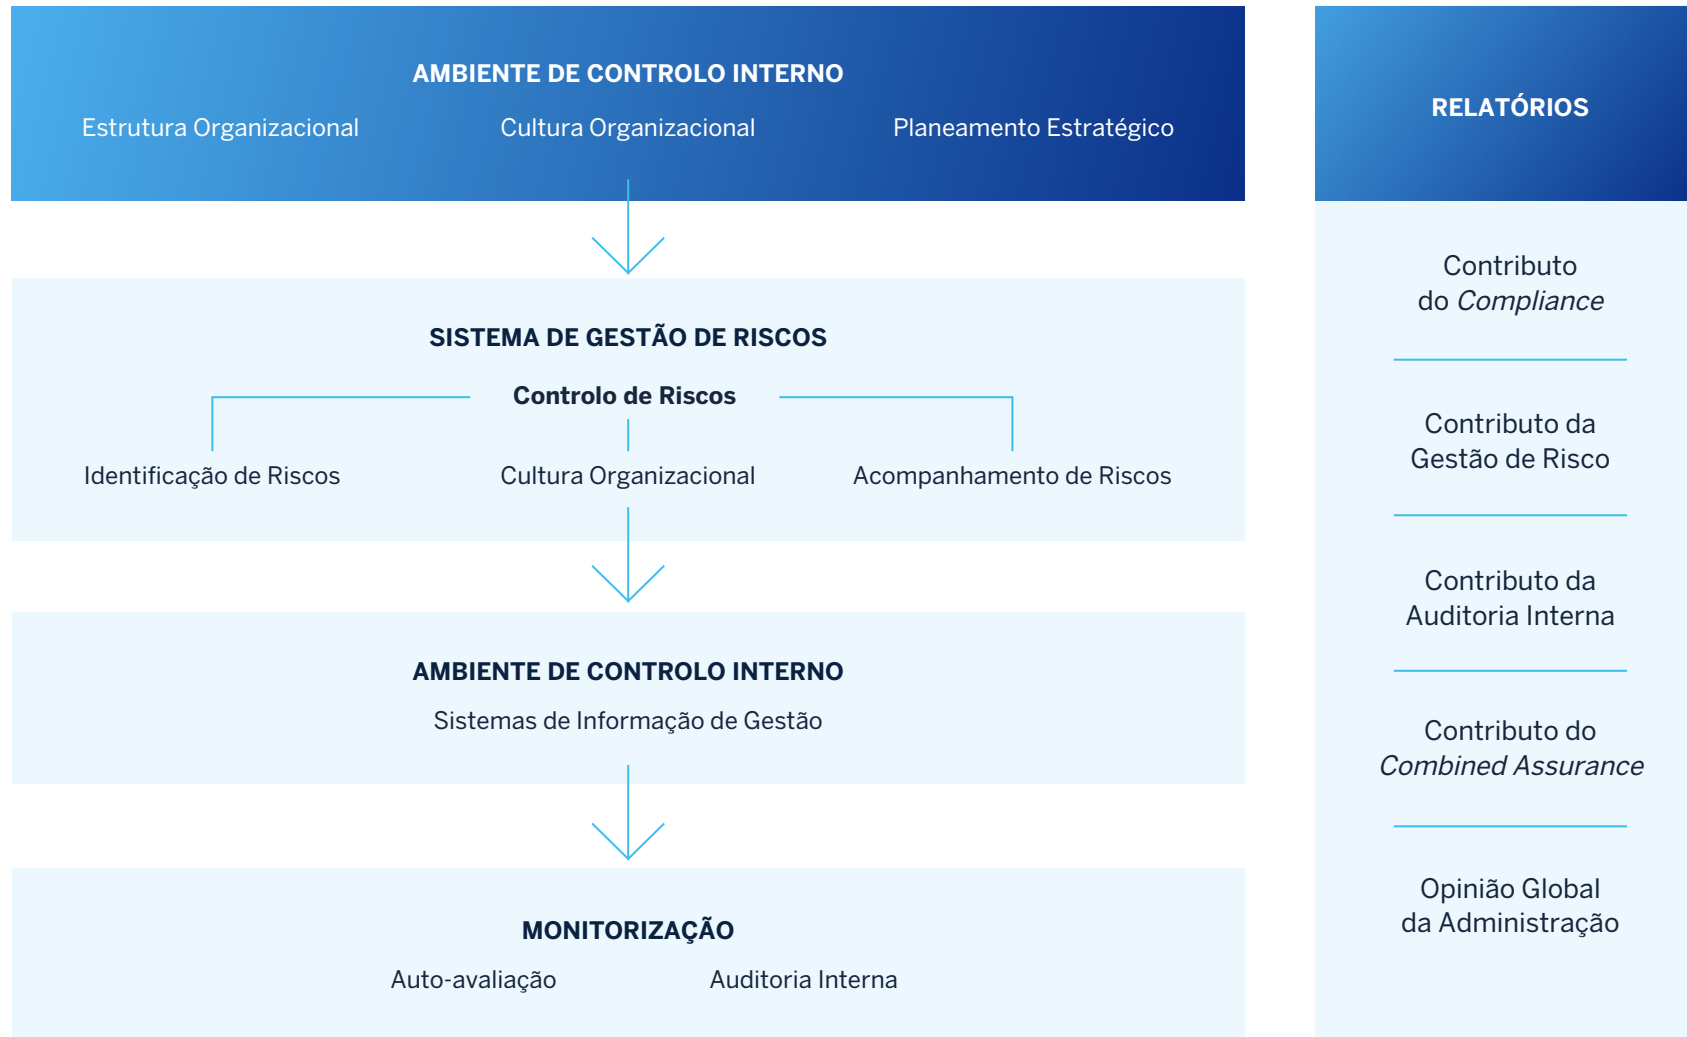 AMBIENTE DE CONTROLO INTERNO
Estrutura Organizacional
Cultura Organizacional
Planeamento Estratégico
SISTEMA DE GESTÃO DE RISCOS
Controlo de Riscos
Identificação de Riscos
Cultura Organizacional
Acompanhamento de Riscos
AMBIENTE DE CONTROLO INTERNO
Sistemas de Informação de Gestão
MONITORIZAÇÃO
Auto-avaliação
Auditoria Interna
RELATÓRIOS
Contributo
do Compliance
Contributo da
Gestão de Risco
Contributo da
Auditoria Interna
Contributo do
Combined Assurance
Opinião Global
da Administração